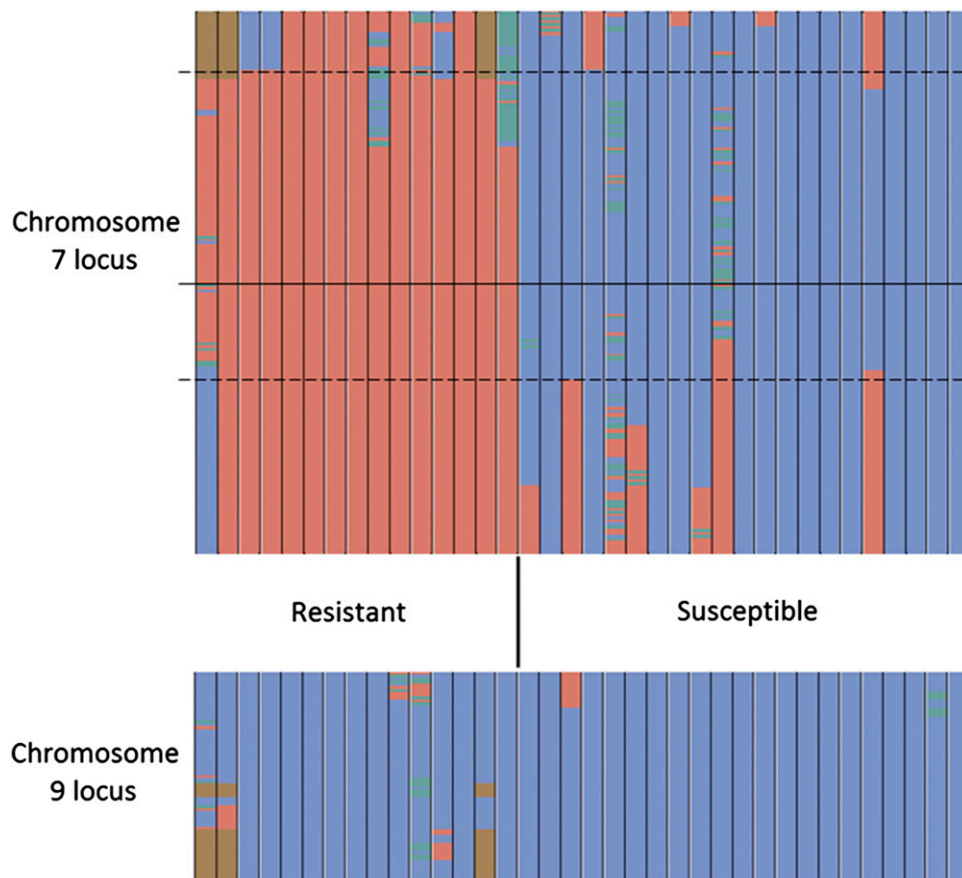 Chromosome
7 locus
Resistant
Susceptible
Chromosome
9 locus